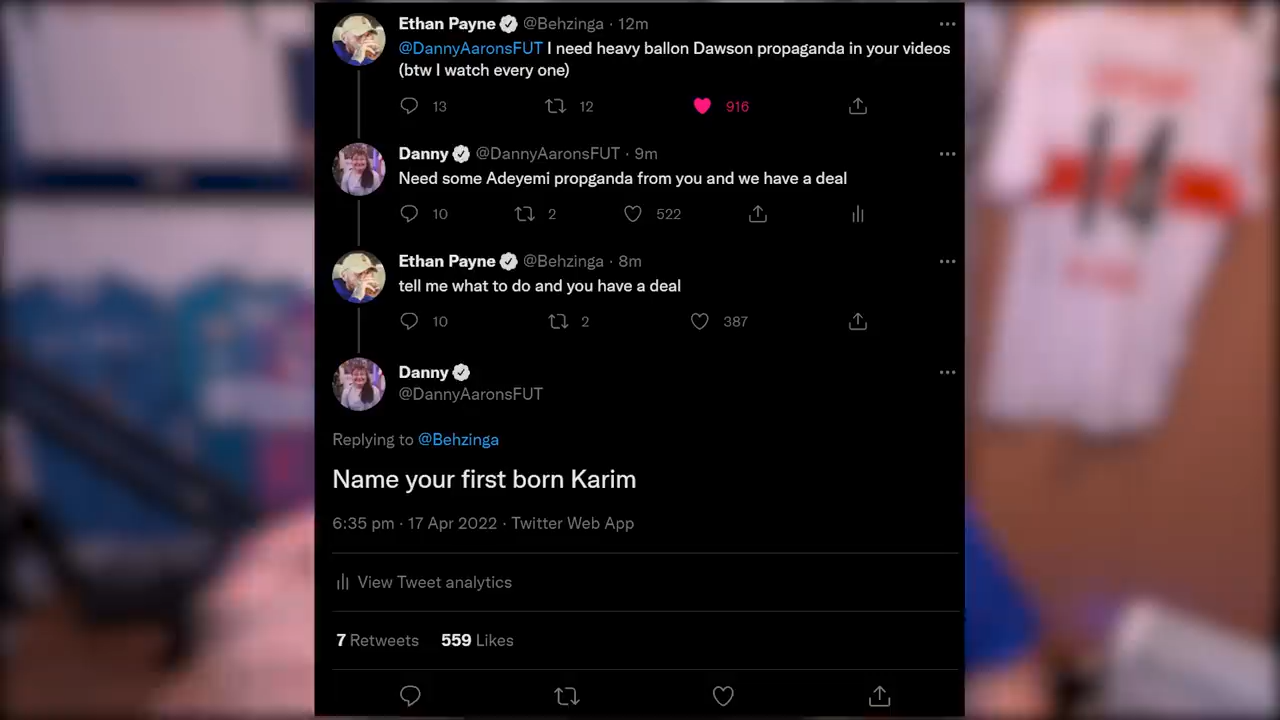 Ethan Payne @Behzinga · 12m
@DannyAaronsFUT I need heavy ballon Dawson propaganda in your videos
(btw I watch every one)
13 12 916
Danny @DannyAaronsFUT · 9m
Need some Adeyemi propganda from you and we have a deal
10 2 522
Ethan Payne @Behzinga · 8m
tell me what to do and you have a deal
10 2 387
Danny
@DannyAaronsFUT
Replying to @Behzinga
Name your first born Karim
6:35 pm · 17 Apr 2022 · Twitter Web App
View Tweet analytics
7 Retweets 559 Likes
14